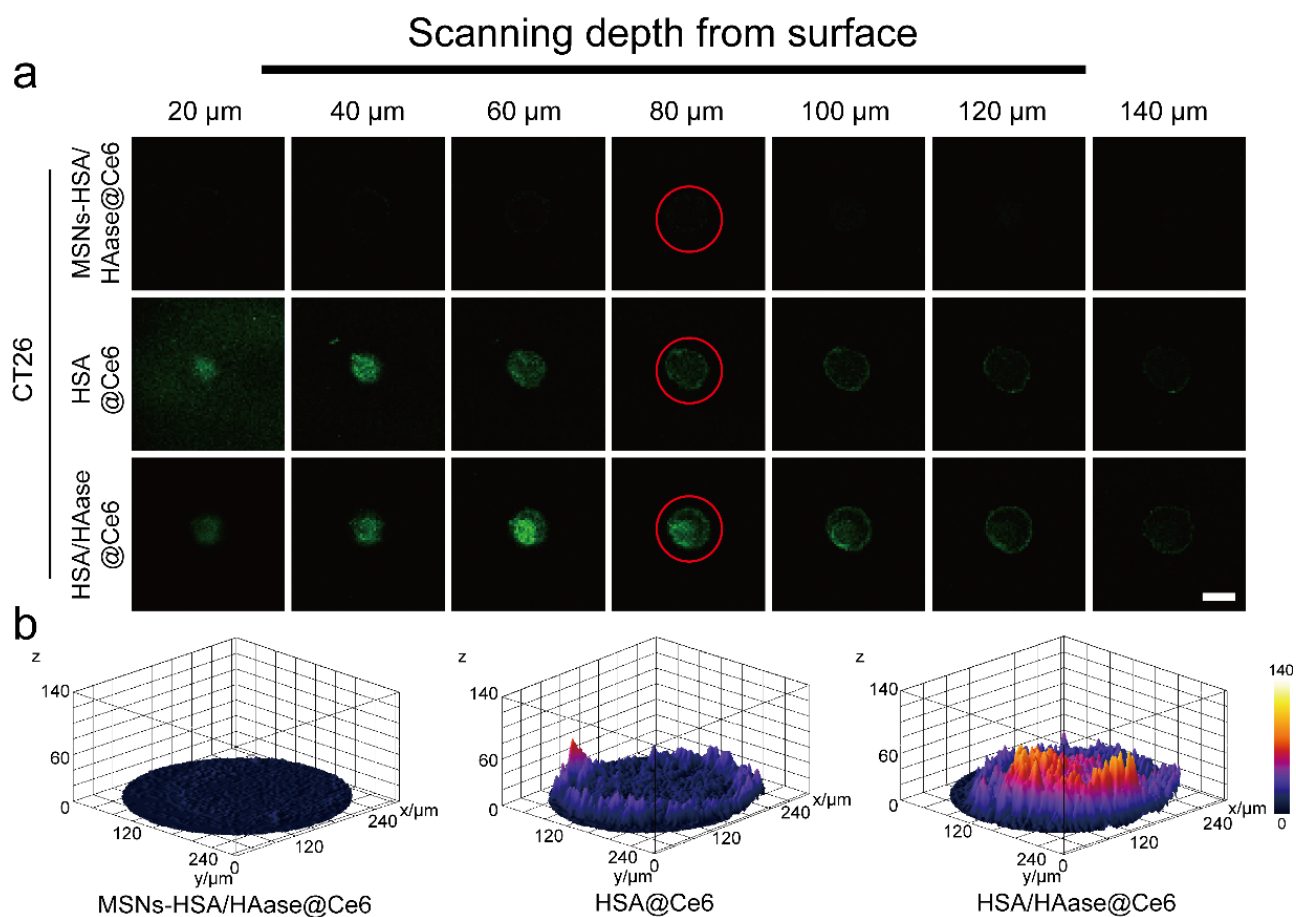 Scanning depth from surface
a
20 µm 40 µm 60 µm 80 µm 100 µm 120 µm 140 µm
CT26
MSNs-HSA/
HAase@Ce6
HSA
@Ce6
HSA/HAase
@Ce6
b
z
140
60
0
120
240
y/µm
0
120
240
x/µm
MSNs-HSA/HAase@Ce6
z
140
60
0
120
240
y/µm
0
120
240
x/µm
HSA@Ce6
z
140
60
0
120
240
y/µm
0
120
240
x/µm
HSA/HAase@Ce6
140
0